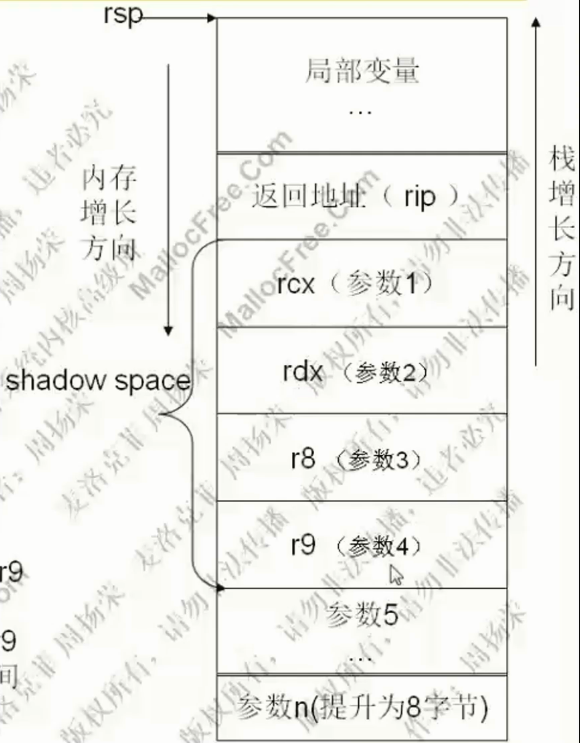 rsp
局部变量
...
内存
增长
方向
栈
增
长
方
向
返回地址（ rip ）
rcx（参数1）
rdx（参数2）
shadow space
r8（参数3）
r9（参数4）
r9
参数5
...
9
间
参数n(提升为8字节)
MallocFree.Com
MallocFree.Com